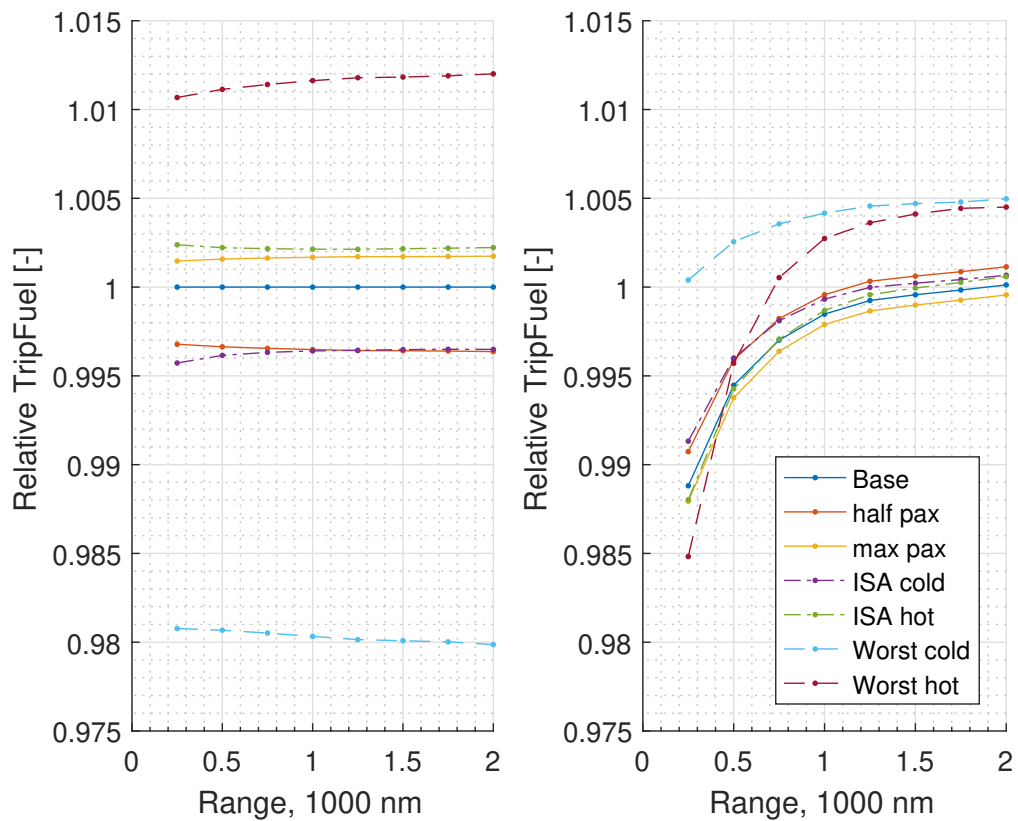 1.015
1.01
1.005
1
0.995
0.99
0.985
0.98
0.975
0
0.5
1
1.5
2
Relative TripFuel [-]
Range, 1000 nm
1.015
1.01
1.005
1
0.995
0.99
0.985
0.98
0.975
0
0.5
1
1.5
2
Relative TripFuel [-]
Range, 1000 nm
Base
half pax
max pax
ISA cold
ISA hot
Worst cold
Worst hot